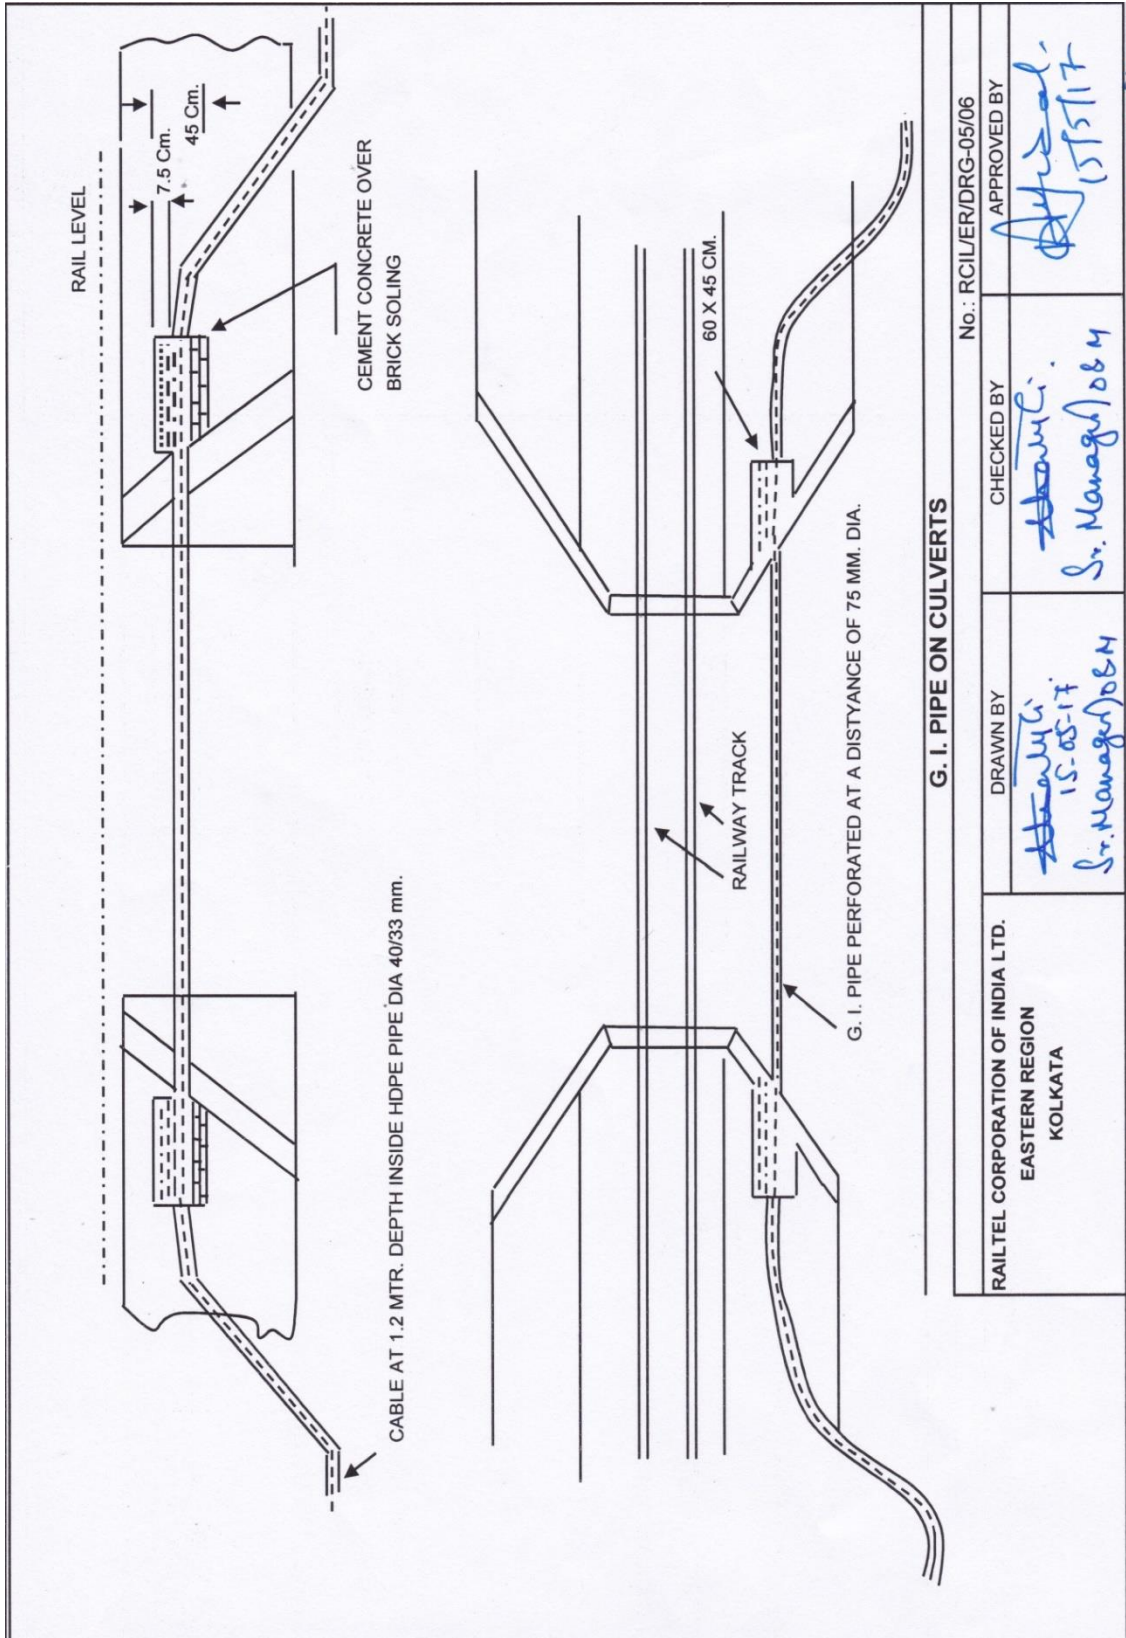 RAIL LEVEL
7.5 Cm.
45 Cm.
CEMENT CONCRETE OVER
BRICK SOLING
CABLE AT 1.2 MTR. DEPTH INSIDE HDPE PIPE DIA 40/33 mm.
60 X 45 CM.
RAILWAY TRACK
G. I. PIPE PERFORATED AT A DISTYANCE OF 75 MM. DIA.
G. I. PIPE ON CULVERTS
No.: RCIL/ER/DRG-05/06
RAILTEL CORPORATION OF INDIA LTD.
EASTERN REGION
KOLKATA
DRAWN BY
15-05-17
Sr. Manager/O&M
CHECKED BY
Sr. Manager/O&M
APPROVED BY
15/5/17